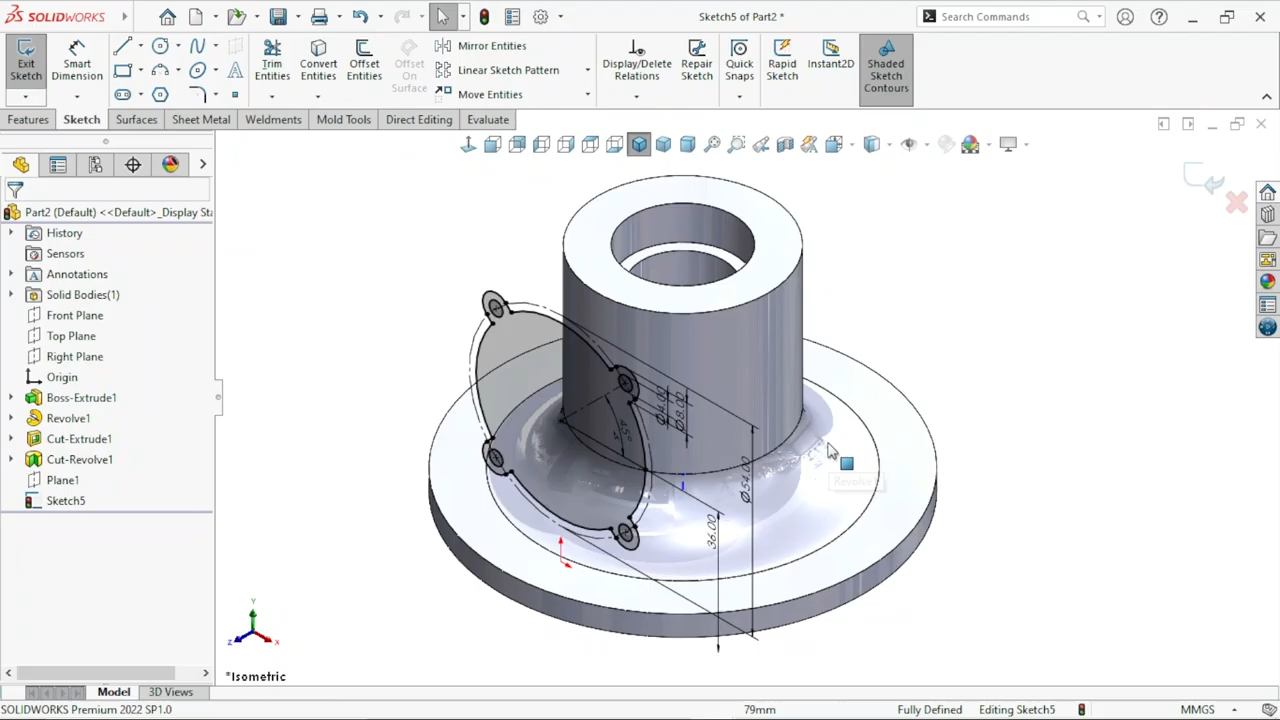 SOLIDWORKS
Sketch5 of Part2 *
Search Commands
Exit Sketch
Smart Dimension
Trim Entities
Convert Entities
Offset Entities
Offset On Surface
Mirror Entities
Linear Sketch Pattern
Move Entities
Display/Delete Relations
Repair Sketch
Quick Snaps
Rapid Sketch
Instant2D
Shaded Sketch Contours
Features
Sketch
Surfaces
Sheet Metal
Weldments
Mold Tools
Direct Editing
Evaluate
Part2 (Default) <<Default>_Display Sta
History
Sensors
Annotations
Solid Bodies(1)
Front Plane
Top Plane
Right Plane
Origin
Boss-Extrude1
Revolve1
Cut-Extrude1
Cut-Revolve1
Plane1
Sketch5
Ø4.00
Ø8.00
45°
Ø54.00
36.00
Y
Z
X
*Isometric
Model
3D Views
SOLIDWORKS Premium 2022 SP1.0
79mm
Fully Defined
Editing Sketch5
MMGS